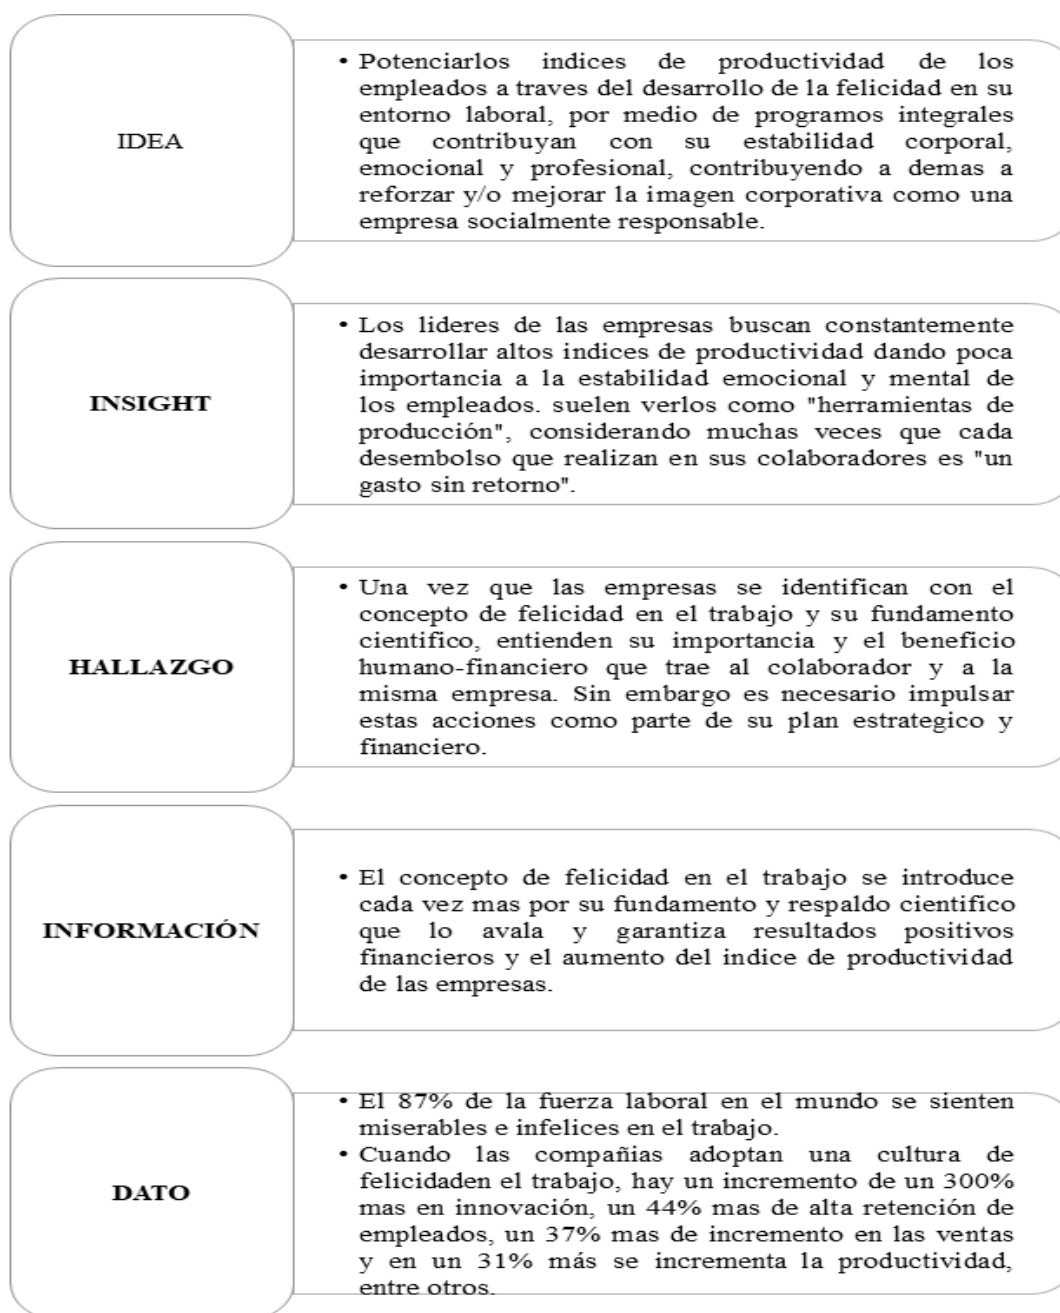 IDEA
• Potenciarlos indices de productividad de los
empleados a traves del desarrollo de la felicidad en su
entorno laboral, por medio de programos integrales
que contribuyan con su estabilidad corporal,
emocional y profesional, contribuyendo a demas a
reforzar y/o mejorar la imagen corporativa como una
empresa socialmente responsable.
INSIGHT
• Los lideres de las empresas buscan constantemente
desarrollar altos indices de productividad dando poca
importancia a la estabilidad emocional y mental de
los empleados. suelen verlos como "herramientas de
producción", considerando muchas veces que cada
desembolso que realizan en sus colaboradores es "un
gasto sin retorno".
HALLAZGO
• Una vez que las empresas se identifican con el
concepto de felicidad en el trabajo y su fundamento
cientifico, entienden su importancia y el beneficio
humano-financiero que trae al colaborador y a la
misma empresa. Sin embargo es necesario impulsar
estas acciones como parte de su plan estrategico y
financiero.
INFORMACIÓN
• El concepto de felicidad en el trabajo se introduce
cada vez mas por su fundamento y respaldo cientifico
que lo avala y garantiza resultados positivos
financieros y el aumento del indice de productividad
de las empresas.
DATO
• El 87% de la fuerza laboral en el mundo se sienten
miserables e infelices en el trabajo.
• Cuando las compañias adoptan una cultura de
felicidaden el trabajo, hay un incremento de un 300%
mas en innovación, un 44% mas de alta retención de
empleados, un 37% mas de incremento en las ventas
y en un 31% más se incrementa la productividad,
entre otros.